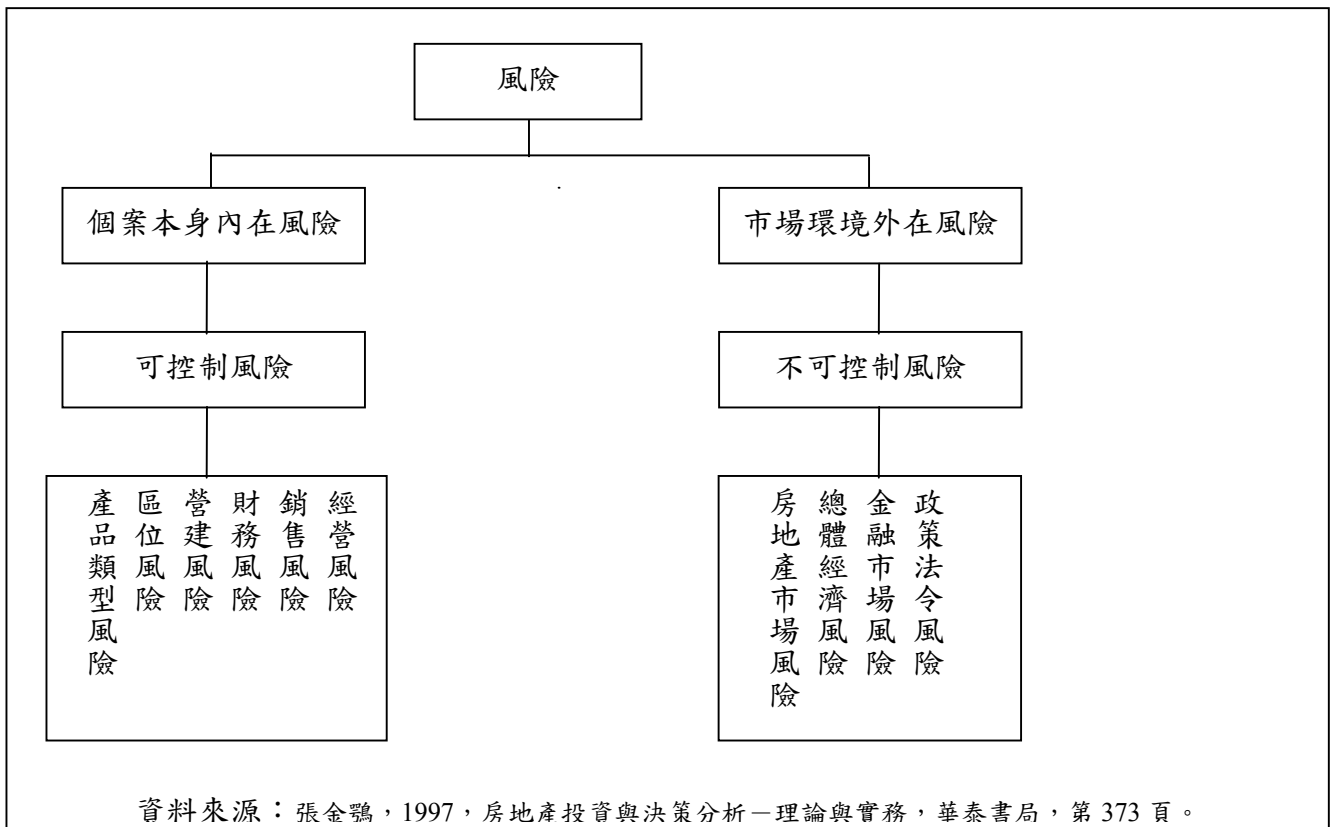 風險
個案本身內在風險
市場環境外在風險
可控制風險
不可控制風險
產品類型風險
區位風險
營建風險
財務風險
銷售風險
經營風險
房地產市場風險
總體經濟風險
金融市場風險
政策法令風險
資料來源：張金鶚，1997，房地產投資與決策分析－理論與實務，華泰書局，第 373 頁。